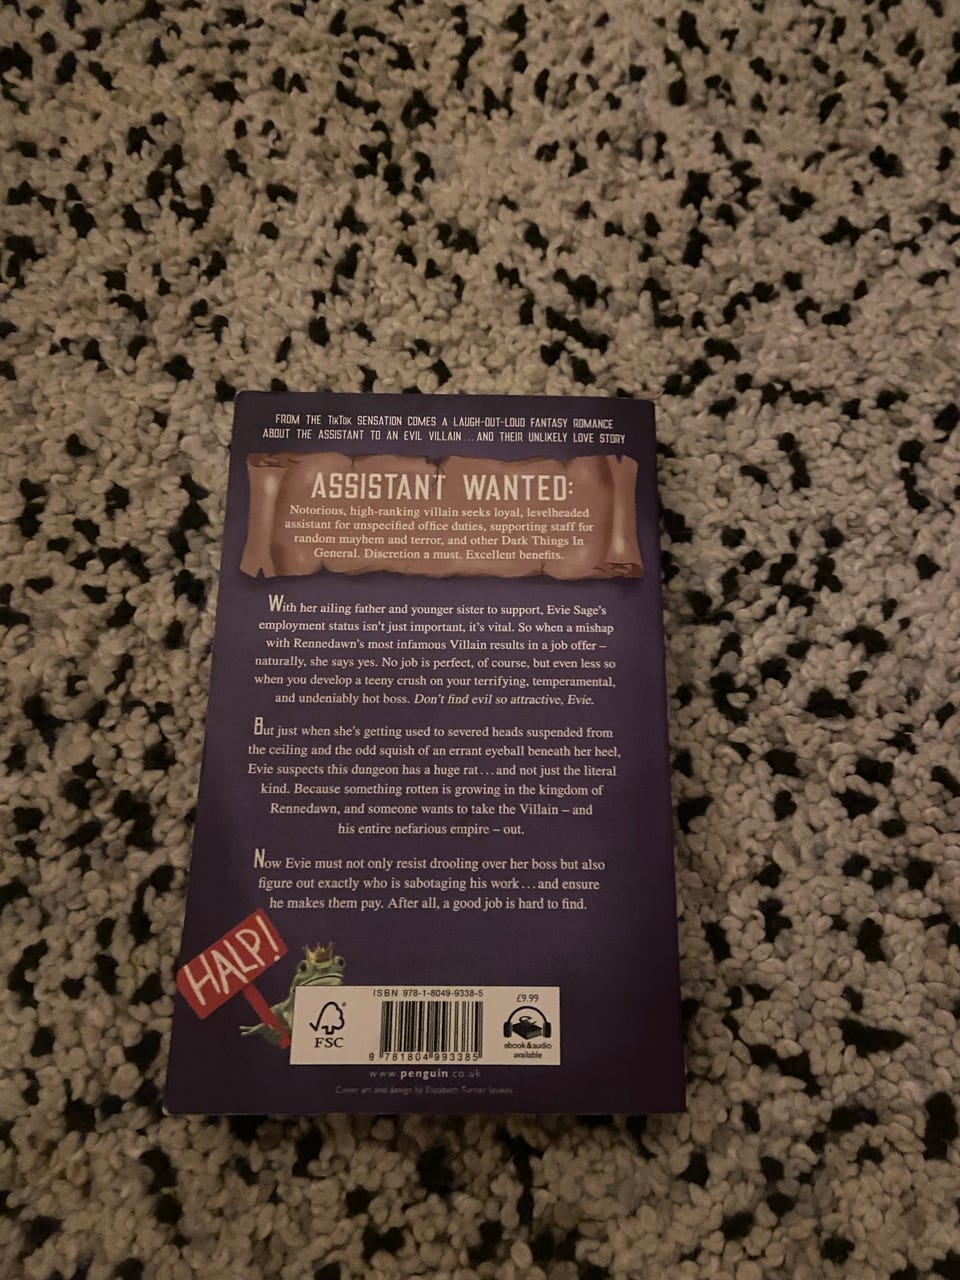 FROM THE TikTok SENSATION COMES A LAUGH-OUT-LOUD FANTASY ROMANCE
ABOUT THE ASSISTANT TO AN EVIL VILLAIN... AND THEIR UNLIKELY LOVE STORY
ASSISTANT WANTED:
Notorious, high-ranking villain seeks loyal, levelheaded
assistant for unspecified office duties, supporting staff for
random mayhem and terror, and other Dark Things In
General. Discretion a must. Excellent benefits.
With her ailing father and younger sister to support, Evie Sage's
employment status isn't just important, it's vital. So when a mishap
with Rennedawn's most infamous Villain results in a job offer –
naturally, she says yes. No job is perfect, of course, but even less so
when you develop a teeny crush on your terrifying, temperamental,
and undeniably hot boss. Don't find evil so attractive, Evie.
But just when she's getting used to severed heads suspended from
the ceiling and the odd squish of an errant eyeball beneath her heel,
Evie suspects this dungeon has a huge rat... and not just the literal
kind. Because something rotten is growing in the kingdom of
Rennedawn, and someone wants to take the Villain – and
his entire nefarious empire – out.
Now Evie must not only resist drooling over her boss but also
figure out exactly who is sabotaging his work... and ensure
he makes them pay. After all, a good job is hard to find.
HALP!
ISBN 978-1-8049-9338-5
£9.99
FSC
9 781804 993385
ebook & audio
available
www.penguin.co.uk
Cover art and design by Elizabeth Turner Stokes